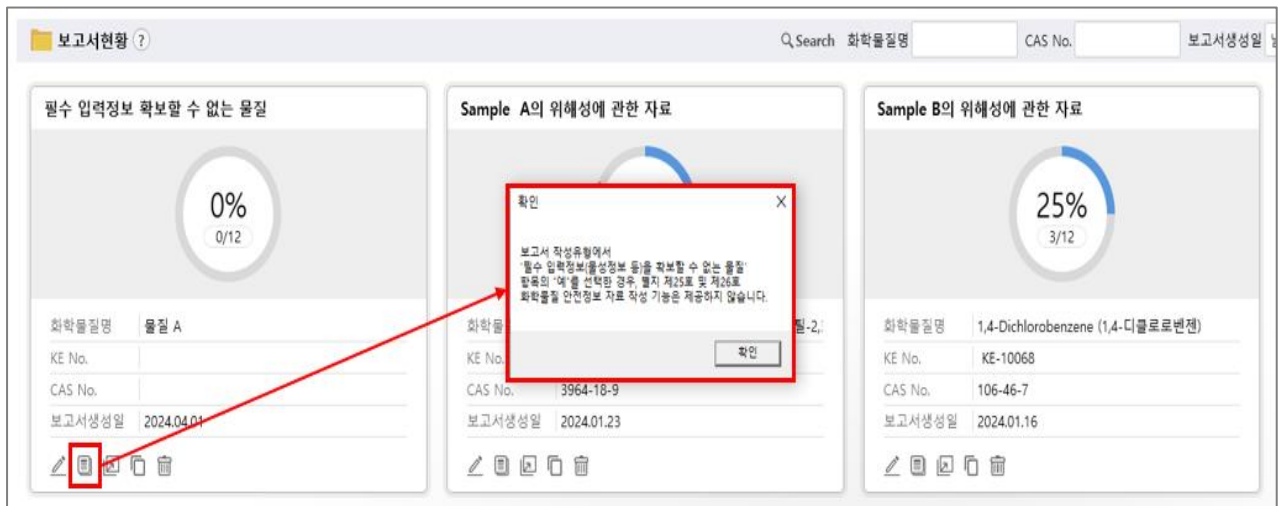 보고서현황 ?
Search 화학물질명 CAS No. 보고서생성일
필수 입력정보 확보할 수 없는 물질
0%
0/12
화학물질명 물질 A
KE No.
CAS No.
보고서생성일 2024.04.01
Sample A의 위해성에 관한 자료
확인 X
보고서 작성유형에서
'필수 입력정보(물성정보 등)을 확보할 수 없는 물질'
항목의 '예'를 선택한 경우, 별지 제25호 및 제26호
화학물질 안전정보 자료 작성 기능은 제공하지 않습니다.
확인
KE No.
CAS No. 3964-18-9
보고서생성일 2024.01.23
Sample B의 위해성에 관한 자료
25%
3/12
화학물질명 1,4-Dichlorobenzene (1,4-디클로로벤젠)
KE No. KE-10068
CAS No. 106-46-7
보고서생성일 2024.01.16